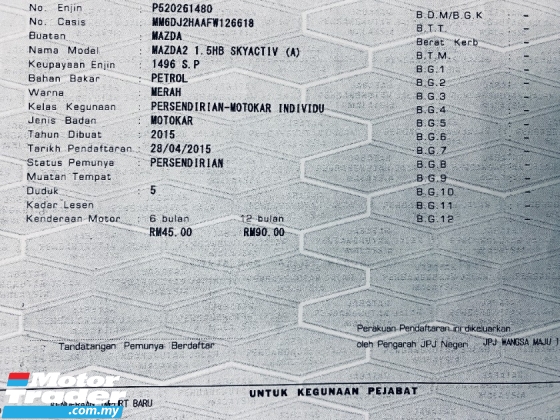 No. Enjin : P520261480
No. Casis : MM6DJ2HAAFW126618
Buatan : MAZDA
Nama Model : MAZDA2 1.5HB SKYACTIV (A)
Keupayaan Enjin : 1496 S.P
Bahan Bakar : PETROL
Warna : MERAH
Kelas Kegunaan : PERSENDIRIAN-MOTOKAR INDIVIDU
Jenis Badan : MOTOKAR
Tahun Dibuat : 2015
Tarikh Pendaftaran : 28/04/2015
Status Pemunya : PERSENDIRIAN
Muatan Tempat
Duduk : 5
Kadar Lesen
Kenderaan Motor : 6 bulan 12 bulan
RM45.00 RM90.00
B.D.M/B.G.K : -
B.T.T. : -
Berat Kerb : -
B.T.M. : -
B.G.1 : -
B.G.2 : -
B.G.3 : -
B.G.4 : -
B.G.5 : -
B.G.6 : -
B.G.7 : -
B.G.8 : -
B.G.9 : -
B.G.10 : -
B.G.11 : -
B.G.12 : -
Tandatangan Pemunya Berdaftar
Perakuan Pendaftaran ini dikeluarkan
oleh Pengarah JPJ Negeri JPJ WANGSA MAJU
UNTUK KEGUNAAN PEJABAT
Motor
Trader
.com.my
BARU